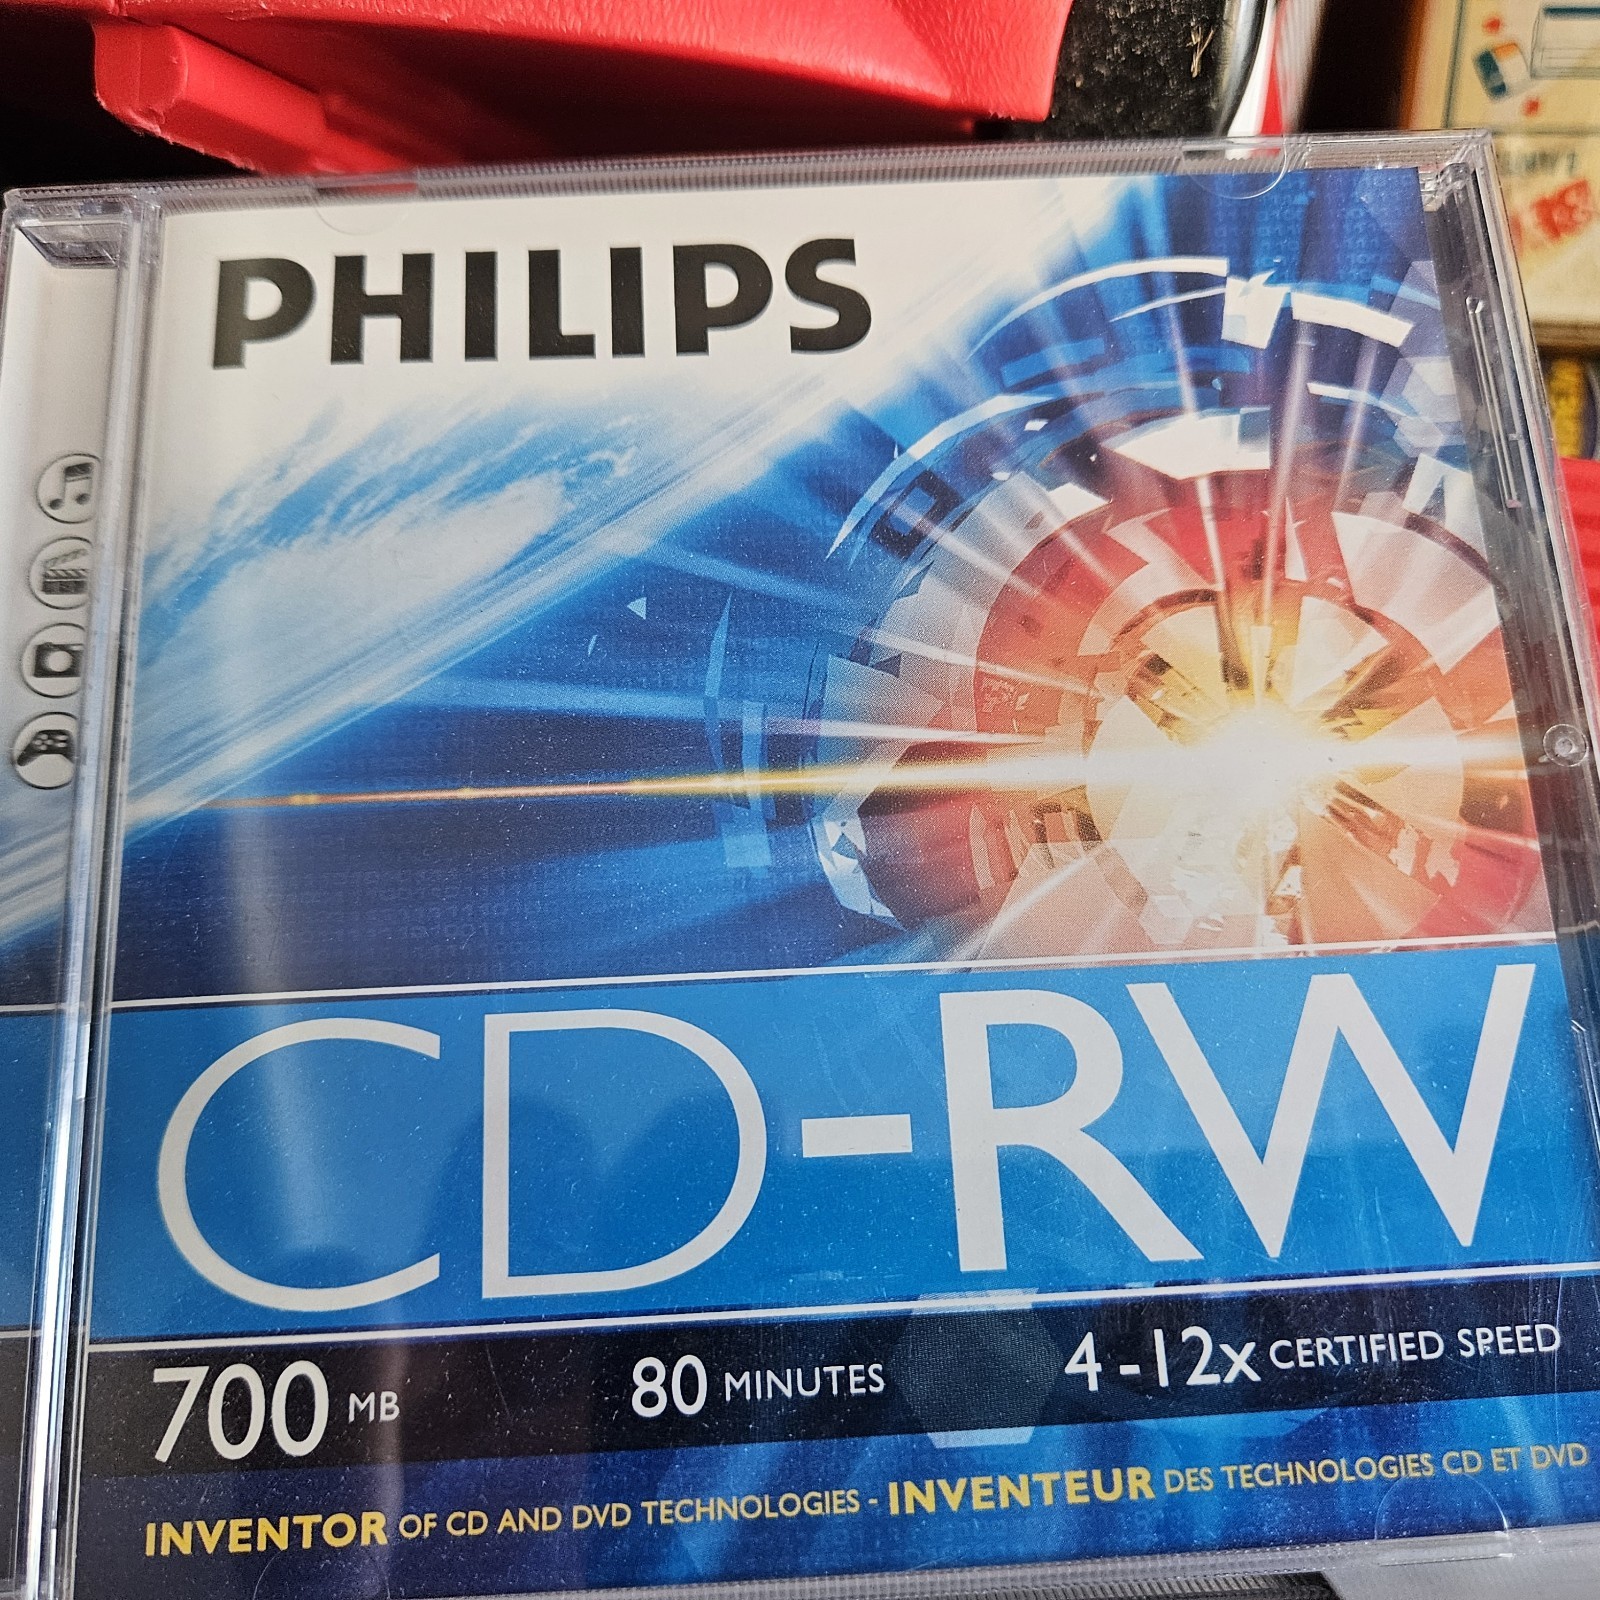 PHILIPS
CD-RW
700 MB 80 MINUTES 4-12x CERTIFIED SPEED
INVENTOR OF CD AND DVD TECHNOLOGIES - INVENTEUR DES TECHNOLOGIES CD ET DVD